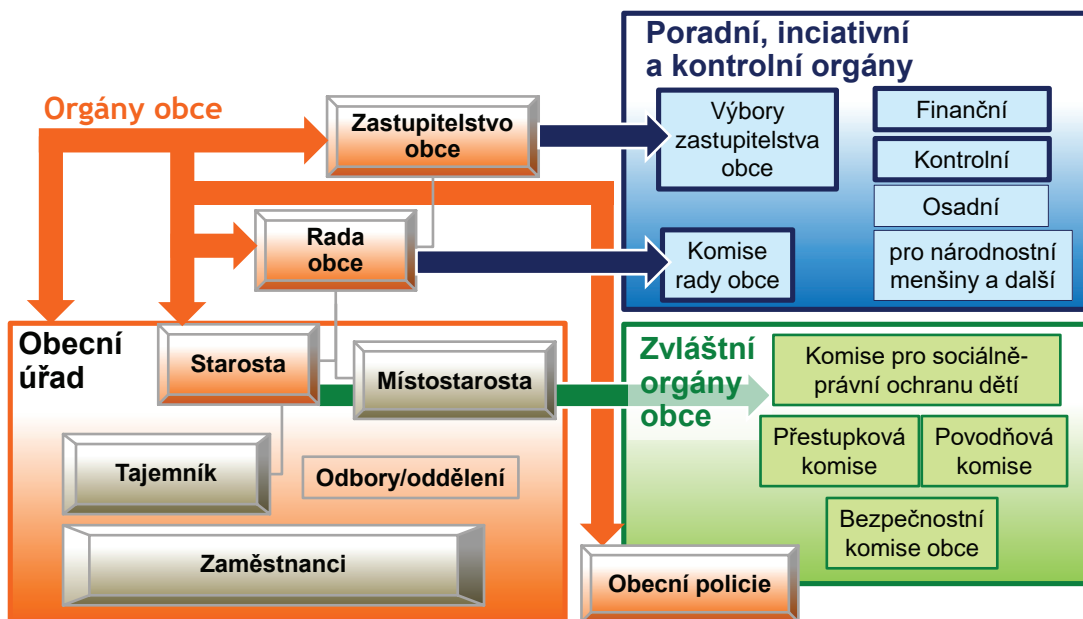 Orgány obce
Zastupitelstvo
obce
Rada
obce
Obecní
úřad
Starosta
Místostarosta
Tajemník
Odbory/oddělení
Zaměstnanci
Obecní policie
Poradní, inciativní
a kontrolní orgány
Výbory
zastupitelstva
obce
Finanční
Kontrolní
Osadní
pro národnostní
menšiny a další
Komise
rady obce
Zvláštní
orgány
obce
Komise pro sociálně-
právní ochranu dětí
Přestupková
komise
Povodňová
komise
Bezpečnostní
komise obce